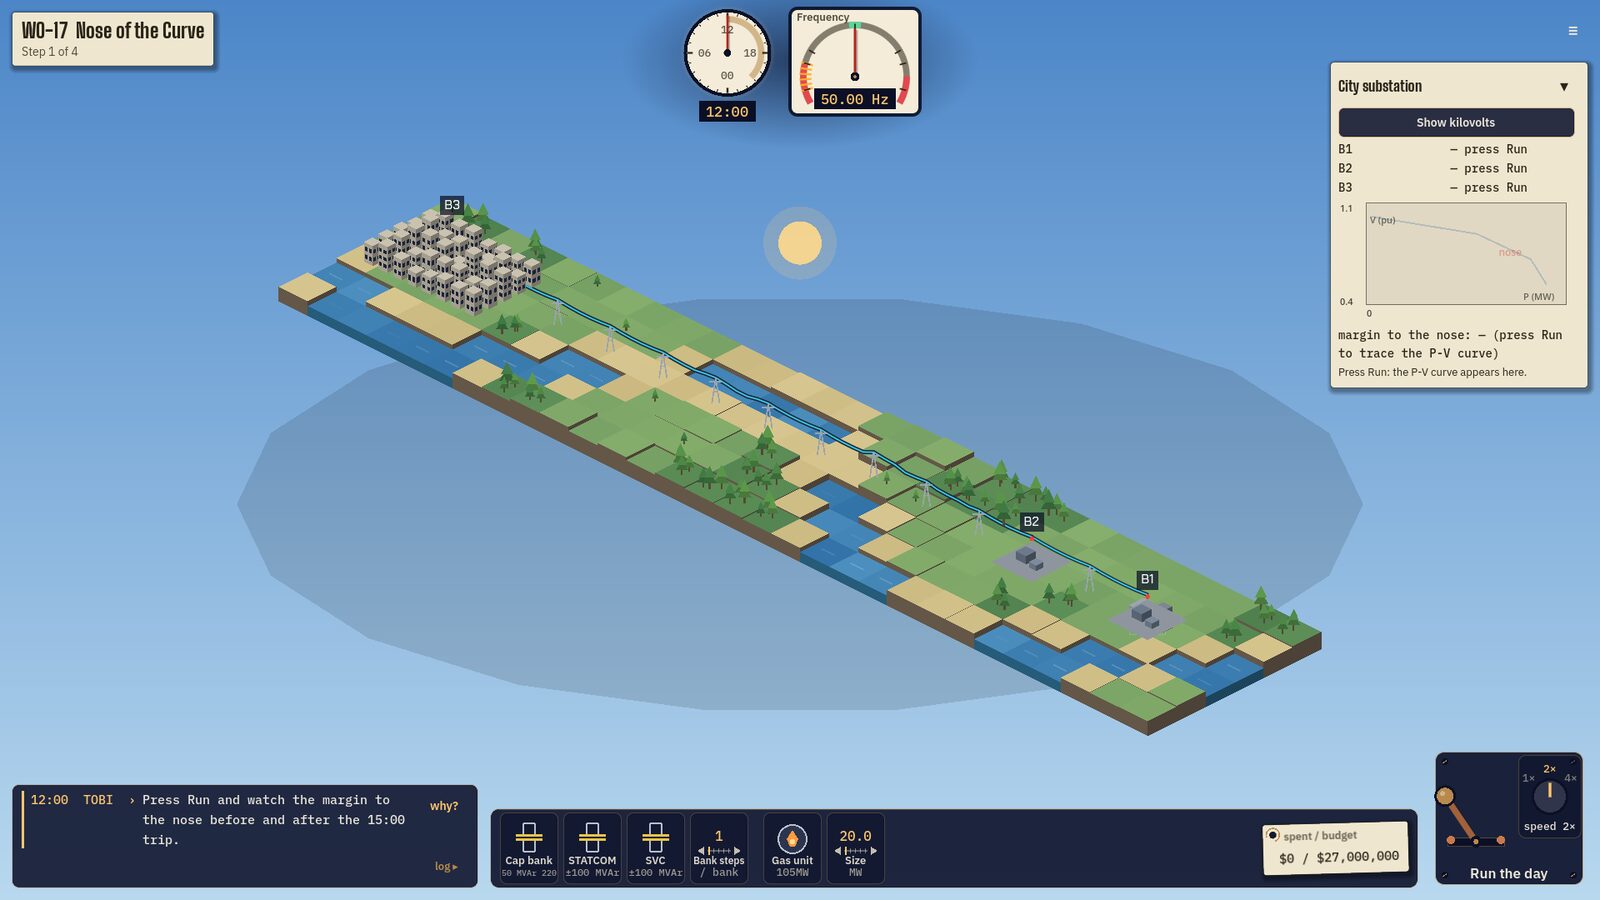 WO-17 Nose of the Curve
Step 1 of 4
12
06
18
00
12:00
Frequency
50.00 Hz
☰
City substation ▼
Show kilovolts
B1 — press Run
B2 — press Run
B3 — press Run
1.1
V (pu)
nose
P (MW)
0.4
0
margin to the nose: — (press Run
to trace the P-V curve)
Press Run: the P-V curve appears here.
B3
B2
B1
12:00 TOBI › Press Run and watch the margin to
the nose before and after the 15:00
trip.
why?
log ▸
Cap bank
50 MVAr 220
STATCOM
±100 MVAr
SVC
±100 MVAr
1
Bank steps
/ bank
Gas unit
105MW
20.0
Size
MW
spent / budget
$0 / $27,000,000
1×
2×
4×
speed 2×
Run the day